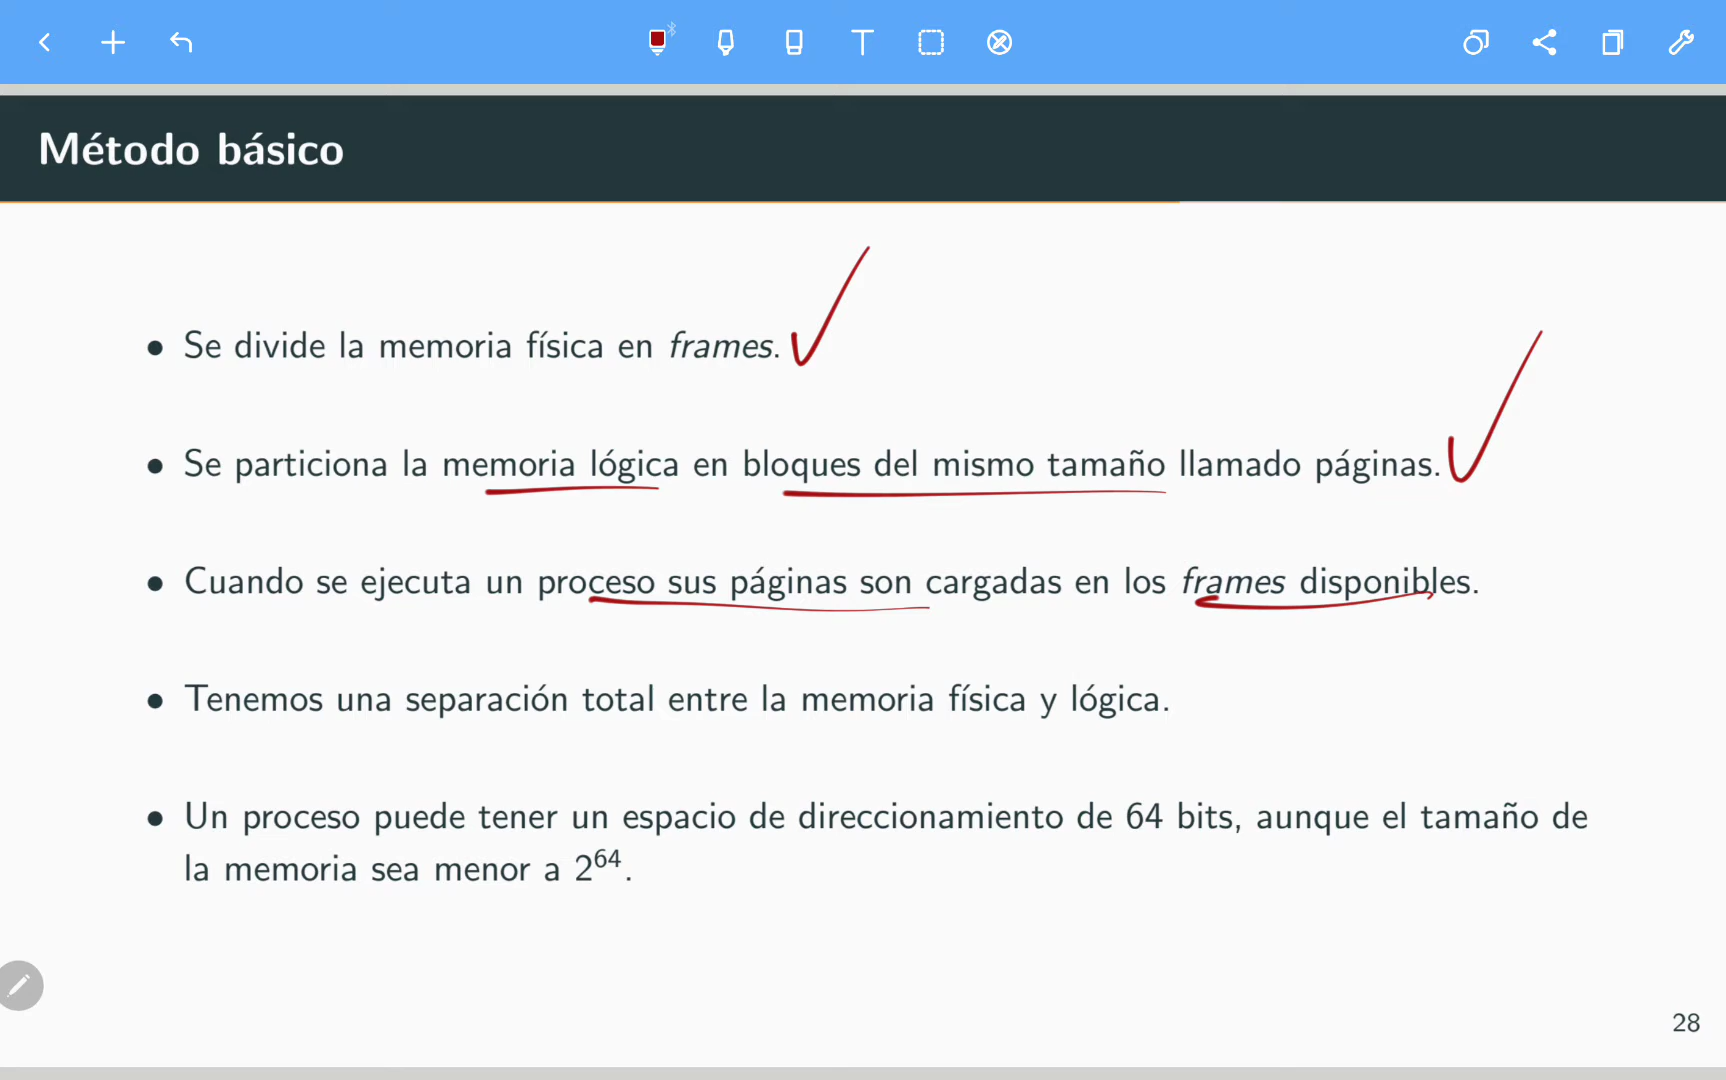 Método básico
• Se divide la memoria física en frames.
• Se particiona la memoria lógica en bloques del mismo tamaño llamado páginas.
• Cuando se ejecuta un proceso sus páginas son cargadas en los frames disponibles.
• Tenemos una separación total entre la memoria física y lógica.
• Un proceso puede tener un espacio de direccionamiento de 64 bits, aunque el tamaño de
la memoria sea menor a 2^64.
28